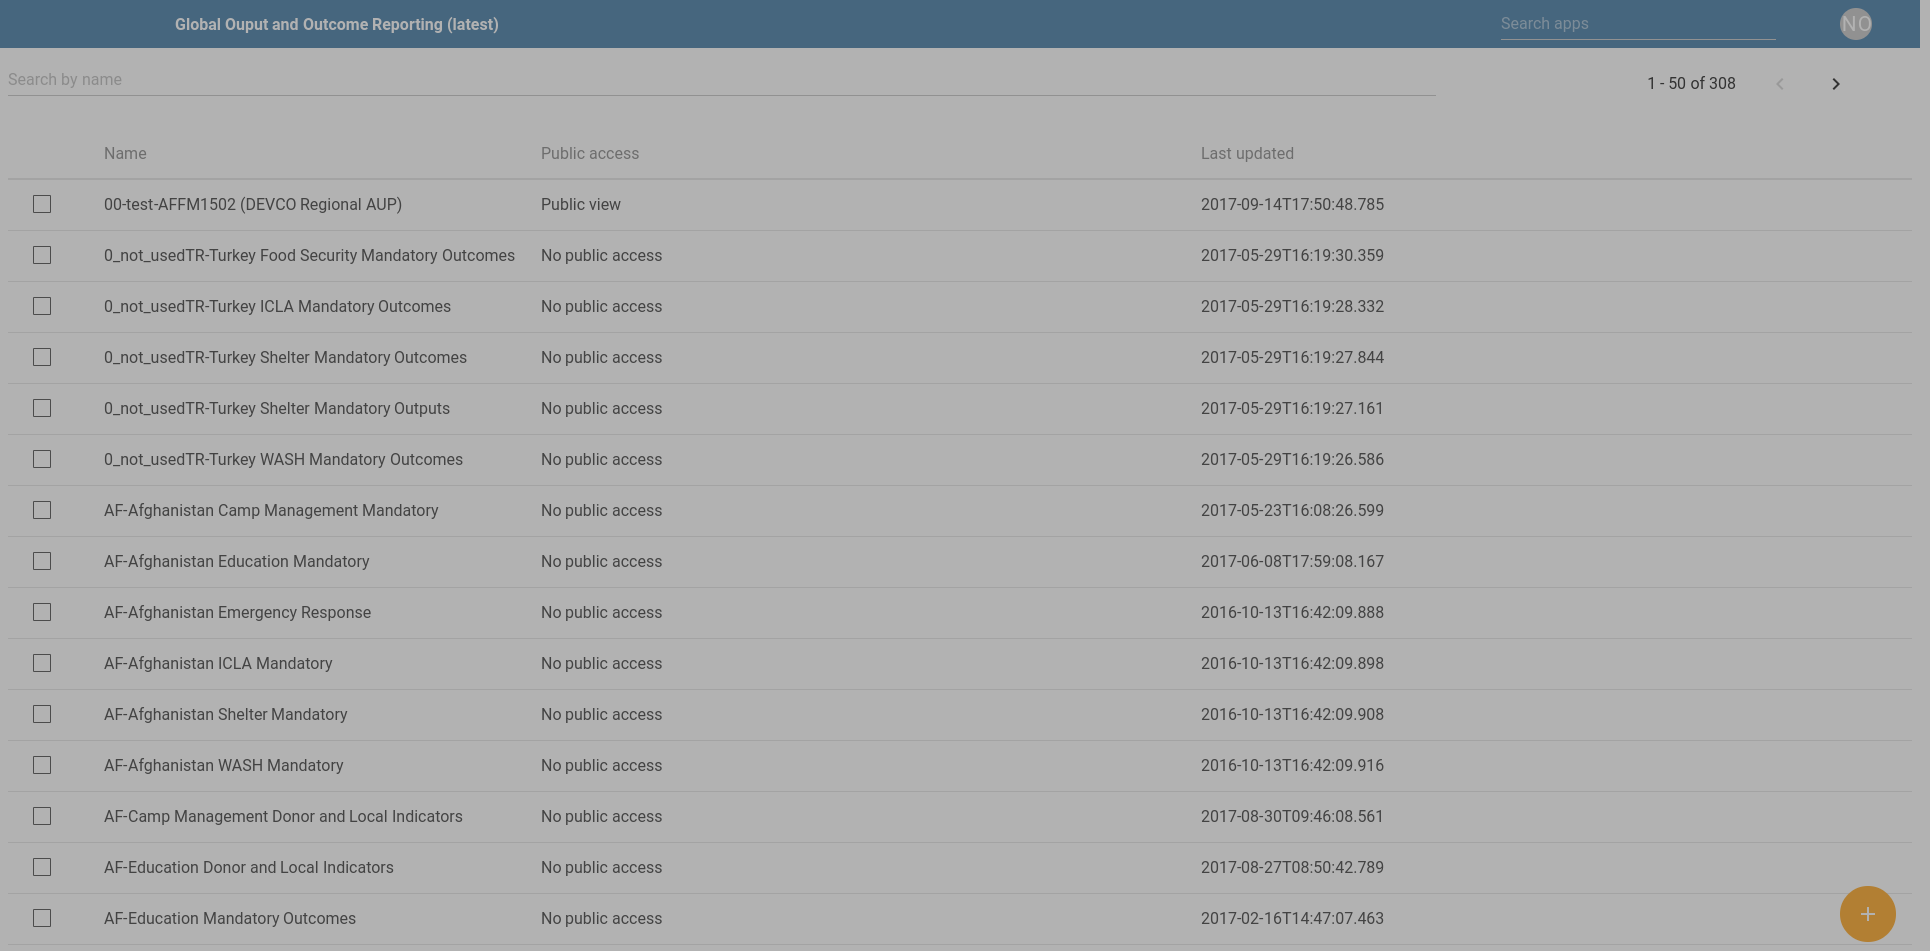 Global Ouput and Outcome Reporting (latest)
Search apps
NO
Search by name
1 - 50 of 308
Name Public access Last updated
00-test-AFFM1502 (DEVCO Regional AUP) Public view 2017-09-14T17:50:48.785
0_not_usedTR-Turkey Food Security Mandatory Outcomes No public access 2017-05-29T16:19:30.359
0_not_usedTR-Turkey ICLA Mandatory Outcomes No public access 2017-05-29T16:19:28.332
0_not_usedTR-Turkey Shelter Mandatory Outcomes No public access 2017-05-29T16:19:27.844
0_not_usedTR-Turkey Shelter Mandatory Outputs No public access 2017-05-29T16:19:27.161
0_not_usedTR-Turkey WASH Mandatory Outcomes No public access 2017-05-29T16:19:26.586
AF-Afghanistan Camp Management Mandatory No public access 2017-05-23T16:08:26.599
AF-Afghanistan Education Mandatory No public access 2017-06-08T17:59:08.167
AF-Afghanistan Emergency Response No public access 2016-10-13T16:42:09.888
AF-Afghanistan ICLA Mandatory No public access 2016-10-13T16:42:09.898
AF-Afghanistan Shelter Mandatory No public access 2016-10-13T16:42:09.908
AF-Afghanistan WASH Mandatory No public access 2016-10-13T16:42:09.916
AF-Camp Management Donor and Local Indicators No public access 2017-08-30T09:46:08.561
AF-Education Donor and Local Indicators No public access 2017-08-27T08:50:42.789
AF-Education Mandatory Outcomes No public access 2017-02-16T14:47:07.463